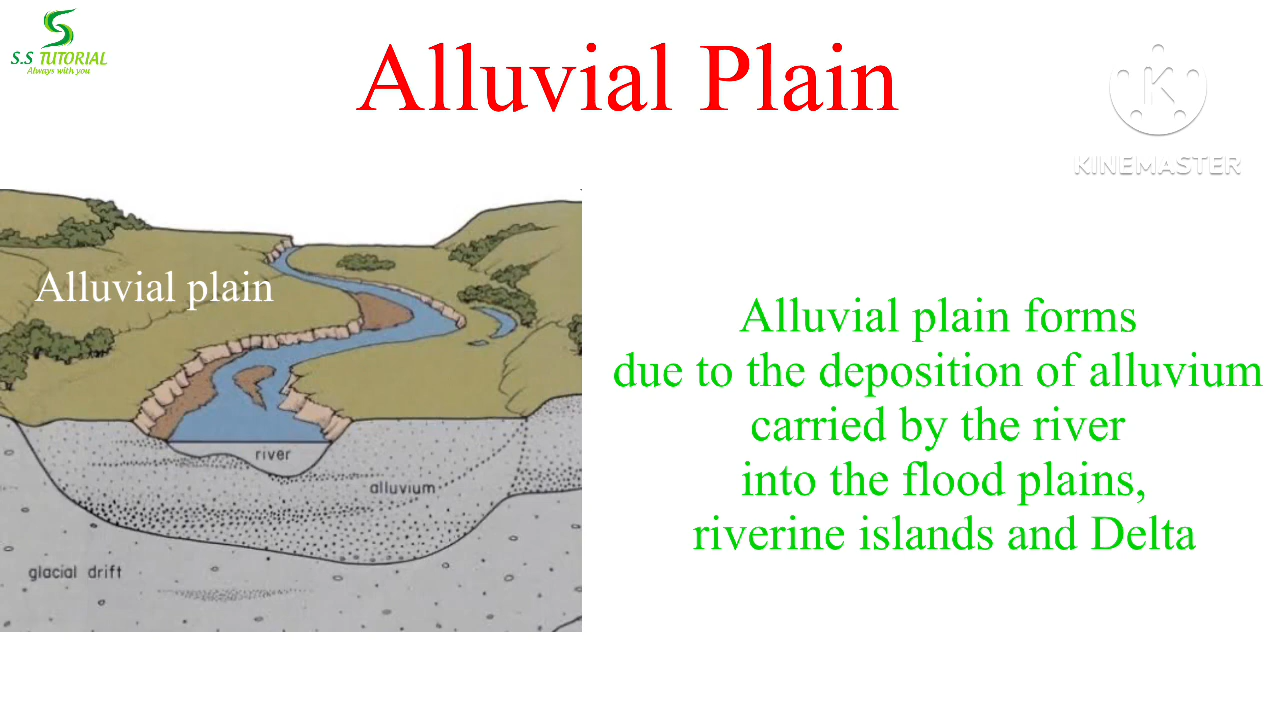 S.S TUTORIAL
Always with you
Alluvial Plain
K
KINEMASTER
Alluvial plain
river
alluvium
glacial drift
Alluvial plain forms
due to the deposition of alluvium
carried by the river
into the flood plains,
riverine islands and Delta